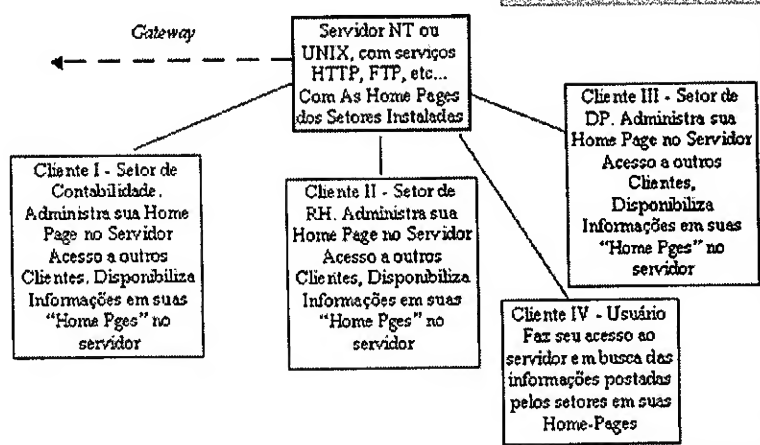 Gateway
Servidor NT ou
UNIX, com serviços
HTTP, FTP, etc...
Com As Home Pages
dos Setores Instaladas
Cliente I - Setor de
Contabilidade.
Administra sua Home
Page no Servidor
Acesso a outros
Clientes, Disponibiliza
Informações em suas
“Home Pges” no
servidor
Cliente II - Setor de
RH. Administra sua
Home Page no Servidor
Acesso a outros
Clientes, Disponibiliza
Informações em suas
“Home Pges” no
servidor
Cliente III - Setor de
DP. Administra sua
Home Page no Servidor
Acesso a outros
Clientes,
Disponibiliza
Informações em suas
“Home Pges” no
servidor
Cliente IV - Usuário
Faz seu acesso ao
servidor em busca das
informações postadas
pelos setores em suas
Home-Pages